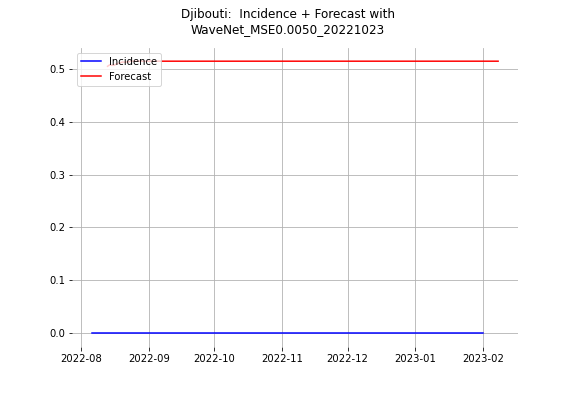 Djibouti:  Incidence + Forecast with
WaveNet_MSE0.0050_20221023
Incidence
Forecast
0.5
0.4
0.3
0.2
0.1
0.0
2022-08 2022-09 2022-10 2022-11 2022-12 2023-01 2023-02